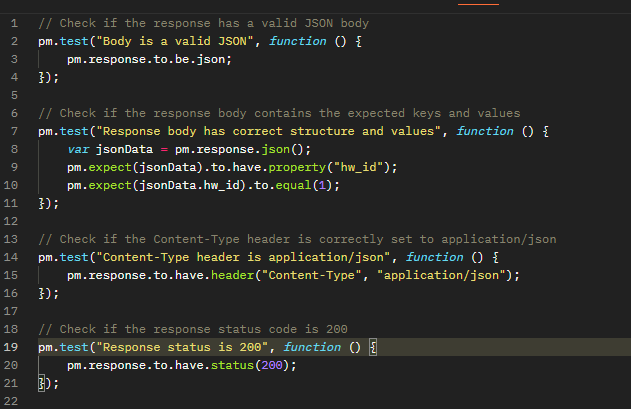 1 // Check if the response has a valid JSON body
2 pm.test("Body is a valid JSON", function () {
3     pm.response.to.be.json;
4 });
5
6 // Check if the response body contains the expected keys and values
7 pm.test("Response body has correct structure and values", function () {
8     var jsonData = pm.response.json();
9     pm.expect(jsonData).to.have.property("hw_id");
10     pm.expect(jsonData.hw_id).to.equal(1);
11 });
12
13 // Check if the Content-Type header is correctly set to application/json
14 pm.test("Content-Type header is application/json", function () {
15     pm.response.to.have.header("Content-Type", "application/json");
16 });
17
18 // Check if the response status code is 200
19 pm.test("Response status is 200", function () {
20     pm.response.to.have.status(200);
21 });
22